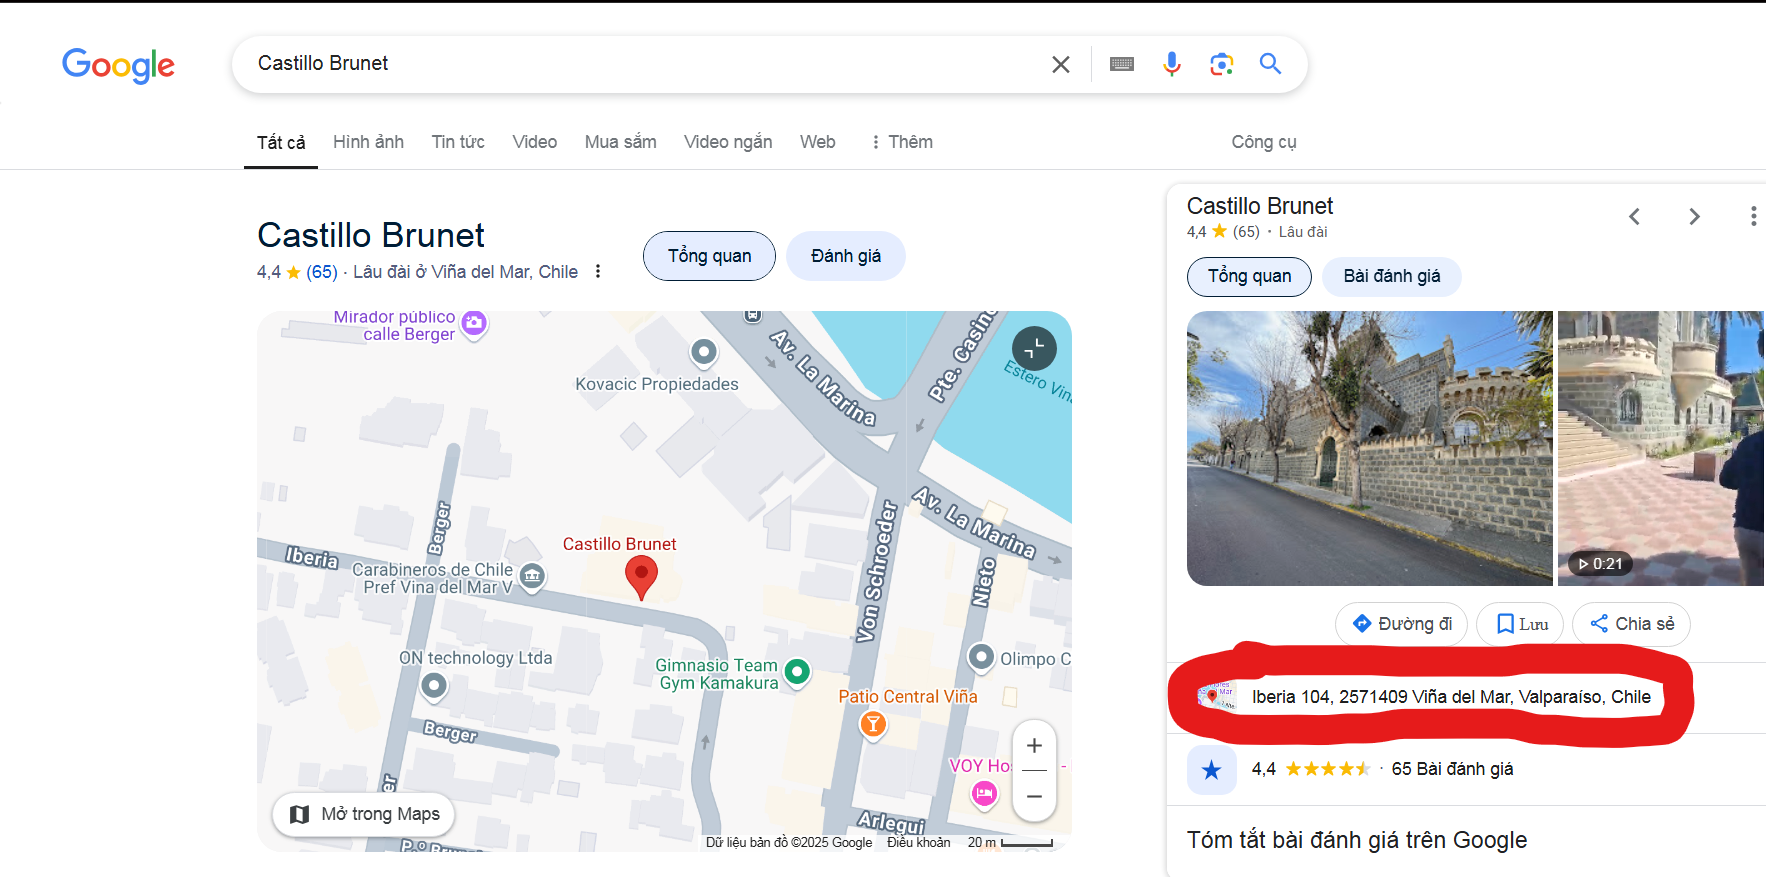 Google
Castillo Brunet
Tất cả
Hình ảnh
Tin tức
Video
Mua sắm
Video ngắn
Web
Thêm
Công cụ
Castillo Brunet
4,4 ★ (65) · Lâu đài ở Viña del Mar, Chile
Tổng quan
Đánh giá
Mirador público
calle Berger
Kovacic Propiedades
Av. La Marina
Pte. Casino
Estero Viña
Av. La Marina
Castillo Brunet
Iberia
Berger
Carabineros de Chile
Pref Vina del Mar V
Von Schroeder
Nieto
ON technology Ltda
Gimnasio Team
Gym Kamakura
Olimpo C
Patio Central Viña
Berger
VOY Hos
Arlegui
Mở trong Maps
Dữ liệu bản đồ ©2025 Google
Điều khoản
20 m
Castillo Brunet
4,4 ★ (65) · Lâu đài
Tổng quan
Bài đánh giá
0:21
Đường đi
Lưu
Chia sẻ
Iberia 104, 2571409 Viña del Mar, Valparaíso, Chile
4,4 ★★★★★ · 65 Bài đánh giá
Tóm tắt bài đánh giá trên Google